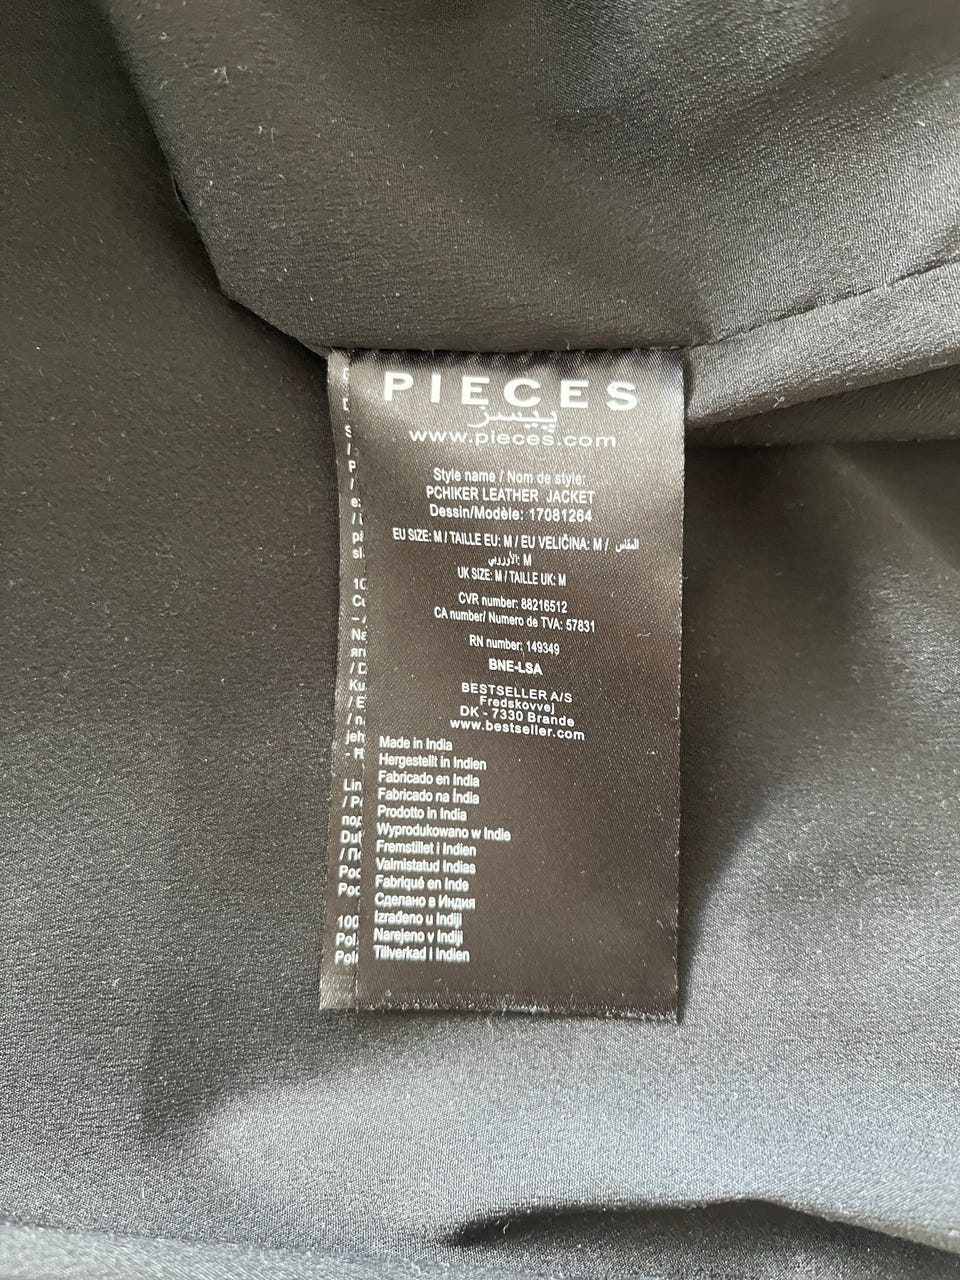 PIECES
پيسز
www.pieces.com
Style name / Nom de style:
PCHIKER LEATHER JACKET
Dessin/Modèle: 17081264
EU SIZE: M / TAILLE EU: M / EU VELIČINA: M / المقاس
الأوروبي: M
UK SIZE: M / TAILLE UK: M
CVR number: 88216512
CA number/ Numero de TVA: 57831
RN number: 149349
BNE-LSA
BESTSELLER A/S
Fredskovvej
DK - 7330 Brande
www.bestseller.com
Made in India
Hergestellt in Indien
Fabricado en India
Fabricado na Índia
Prodotto in India
Wyprodukowano w Indie
Fremstillet i Indien
Valmistatud Indias
Fabriqué en Inde
Сделано в Индия
Izrađeno u Indiji
Narejeno v Indiji
Tillverkad i Indien